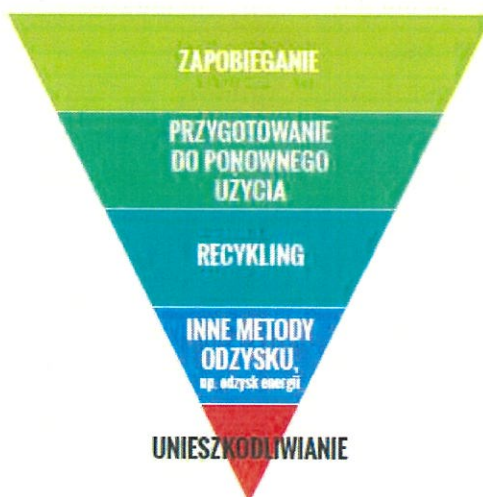 ZAPOBIEGANIE
PRZYGOTOWANIE
DO PONOWNEGO
UŻYCIA
RECYKLING
INNE METODY
ODZYSKU,
np. odzysk energii
UNIESZKODLIWIANIE